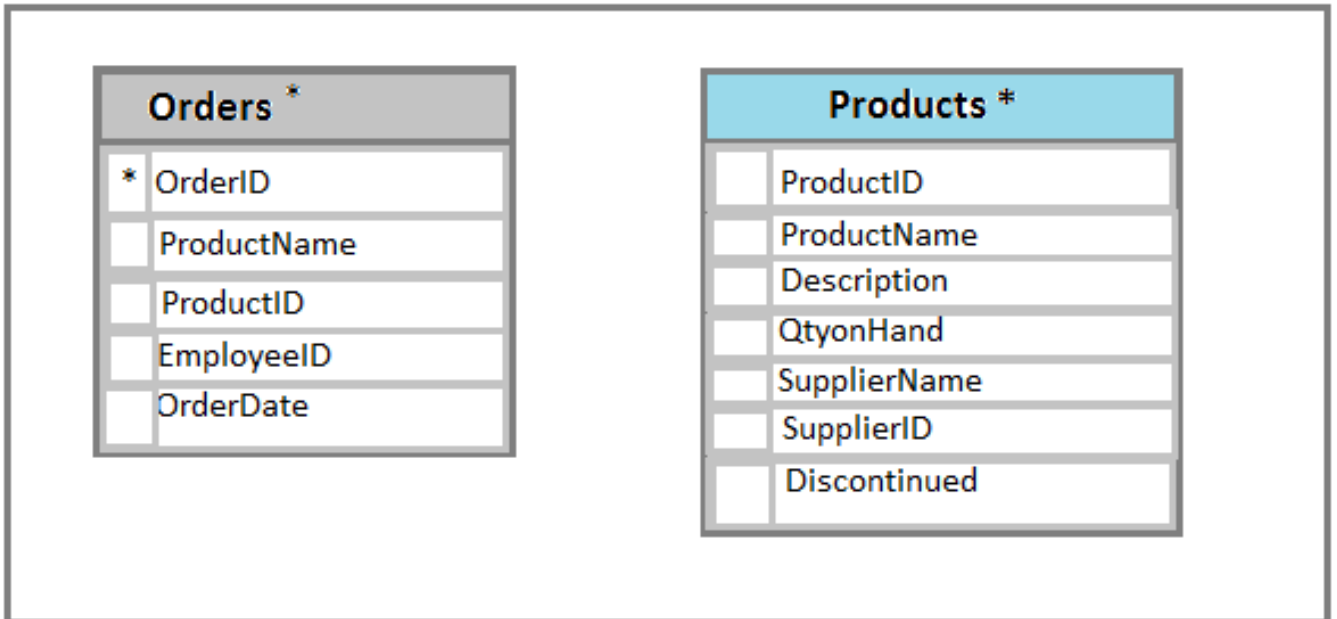 Orders *
* OrderID
ProductName
ProductID
EmployeeID
OrderDate
Products *
ProductID
ProductName
Description
QtyonHand
SupplierName
SupplierID
Discontinued